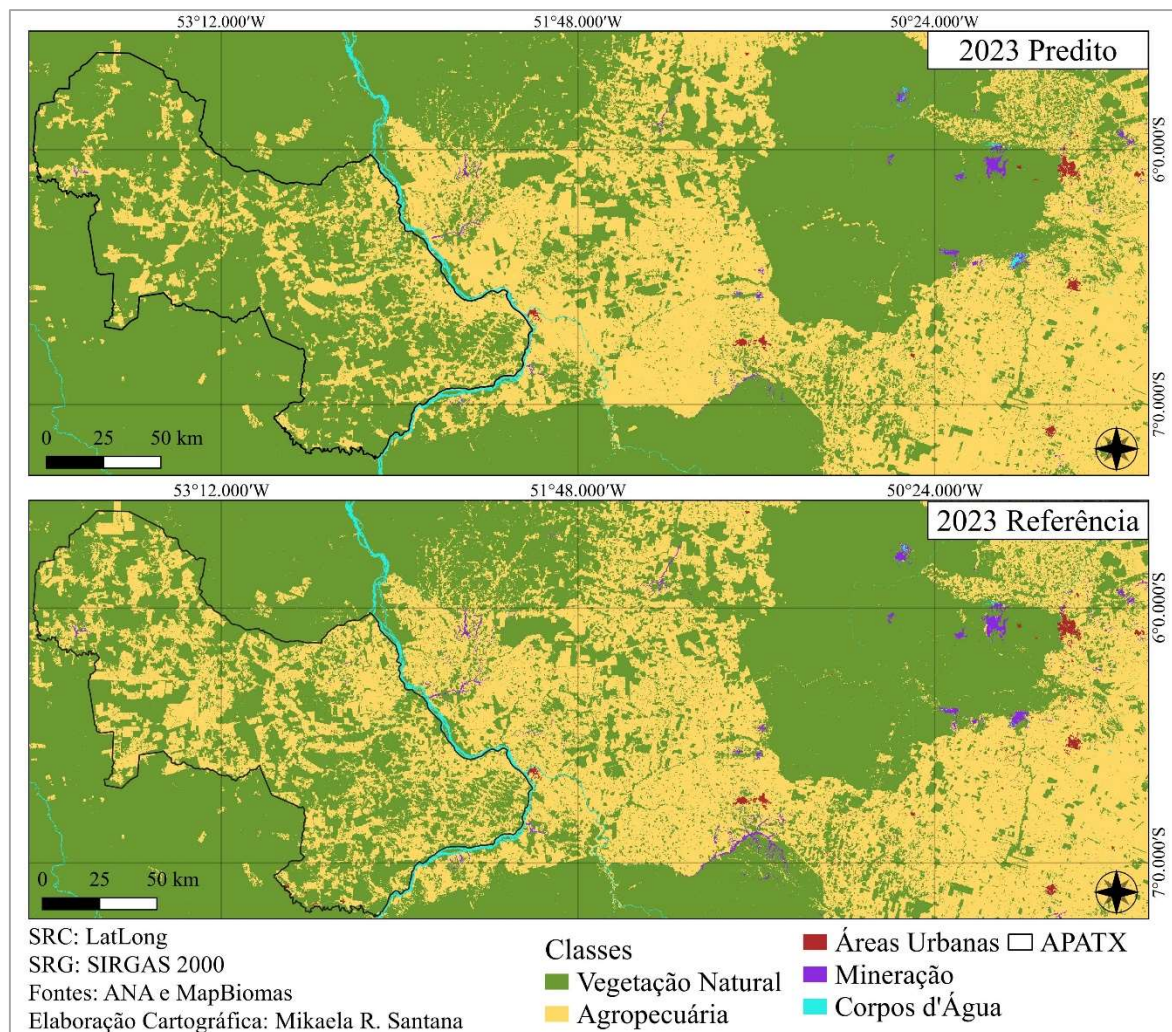 53°12.000'W 51°48.000'W 50°24.000'W
2023 Predito
6°0.000'S
7°0.000'S
0 25 50 km
53°12.000'W 51°48.000'W 50°24.000'W
2023 Referência
6°0.000'S
7°0.000'S
0 25 50 km
SRC: LatLong
SRG: SIRGAS 2000
Fontes: ANA e MapBiomas
Elaboração Cartográfica: Mikaela R. Santana
Classes
Vegetação Natural
Agropecuária
Áreas Urbanas APATX
Mineração
Corpos d'Água